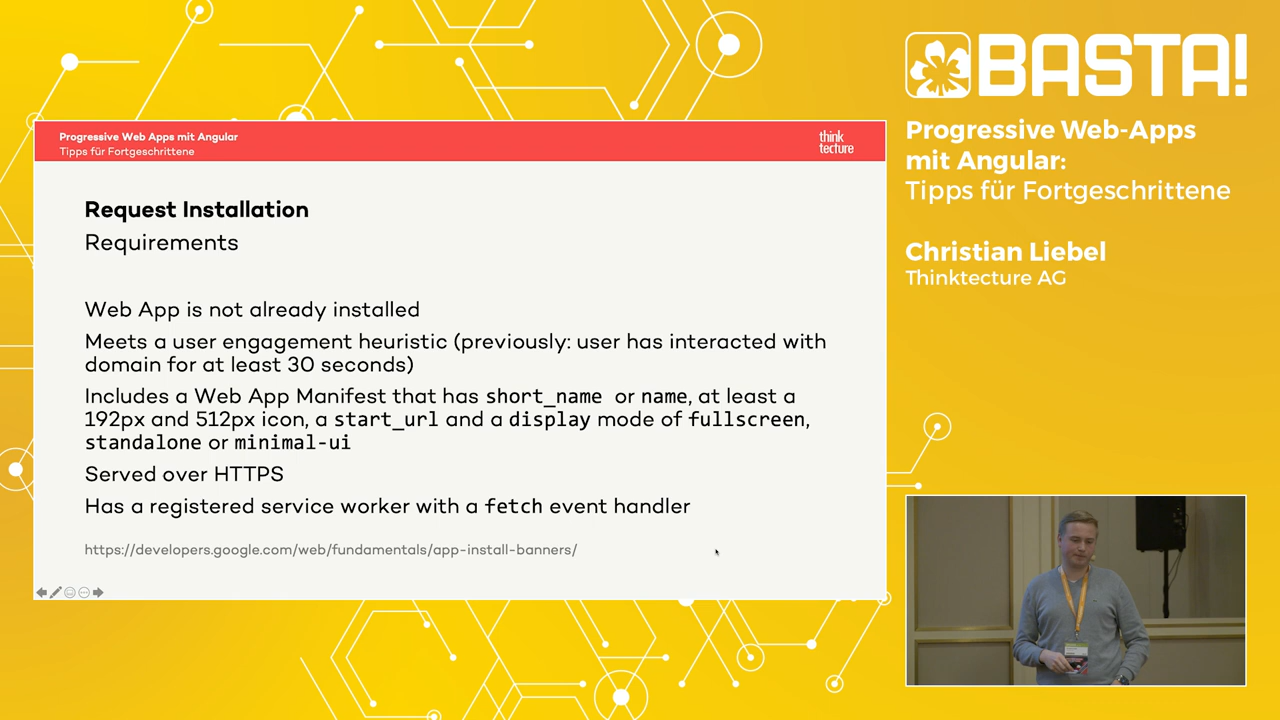 BASTA!
Progressive Web-Apps
mit Angular:
Tipps für Fortgeschrittene
Christian Liebel
Thinktecture AG
Progressive Web Apps mit Angular
Tipps für Fortgeschrittene
think
tecture
Request Installation
Requirements
Web App is not already installed
Meets a user engagement heuristic (previously: user has interacted with
domain for at least 30 seconds)
Includes a Web App Manifest that has short_name or name, at least a
192px and 512px icon, a start_url and a display mode of fullscreen,
standalone or minimal-ui
Served over HTTPS
Has a registered service worker with a fetch event handler
https://developers.google.com/web/fundamentals/app-install-banners/